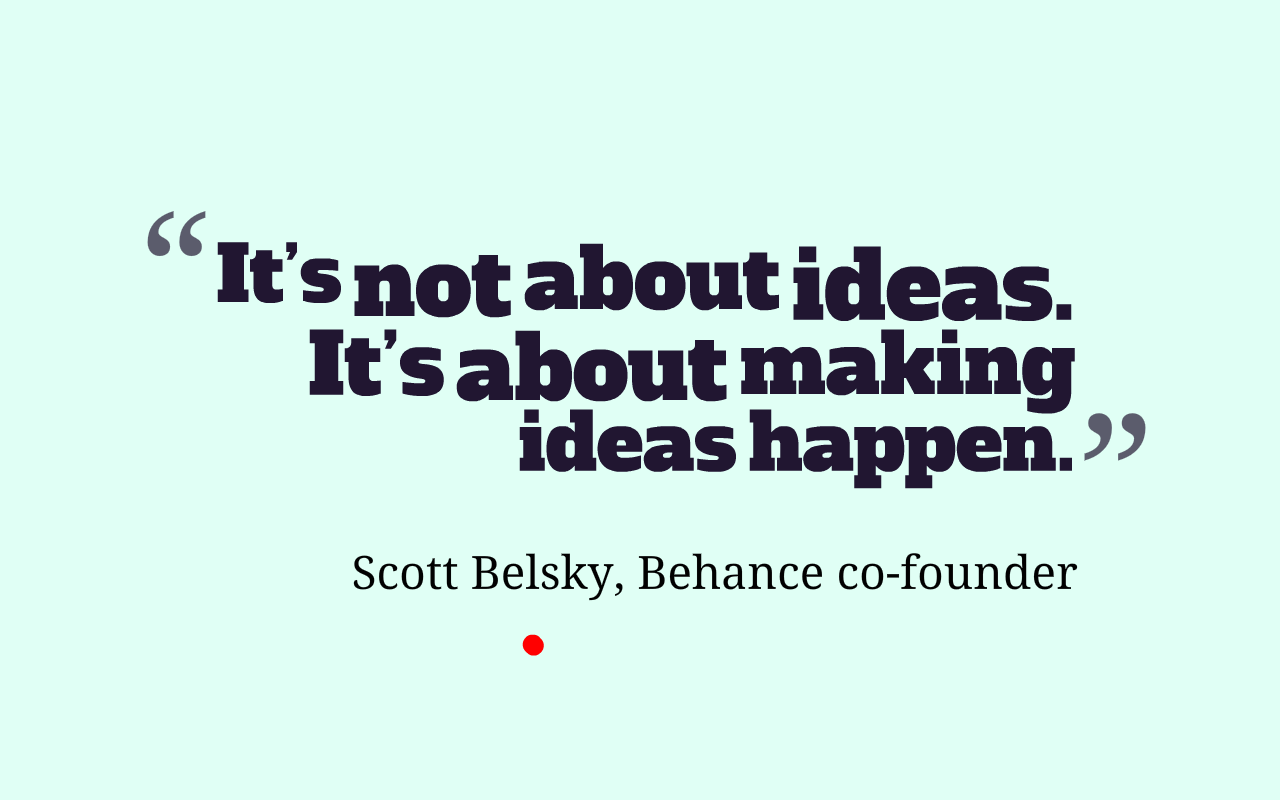 “It’s not about ideas.
It’s about making
ideas happen.”
Scott Belsky, Behance co-founder